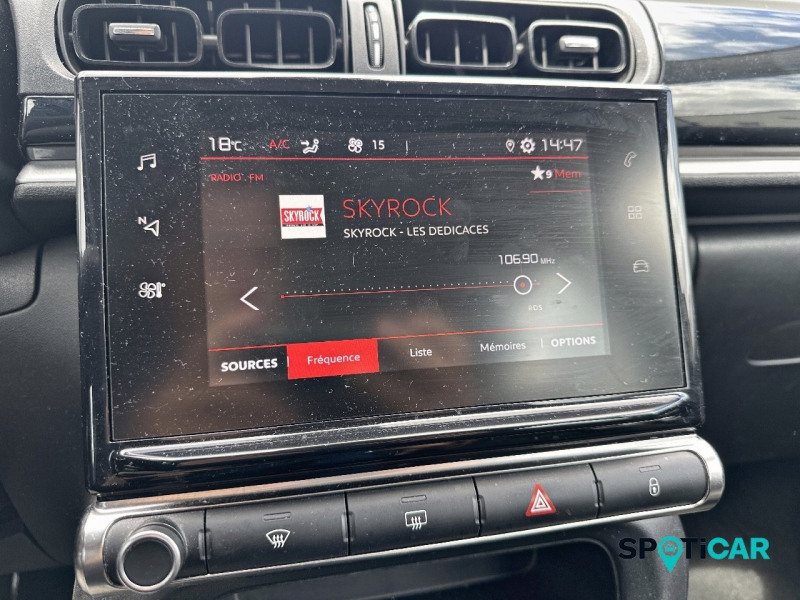 18°C A/C 15 14:47
RADIO FM 9 Mem
SKYROCK SKYROCK
SKYROCK - LES DEDICACES
106.90 MHz
N
RDS
SOURCES Fréquence Liste Mémoires OPTIONS
SPOTICAR